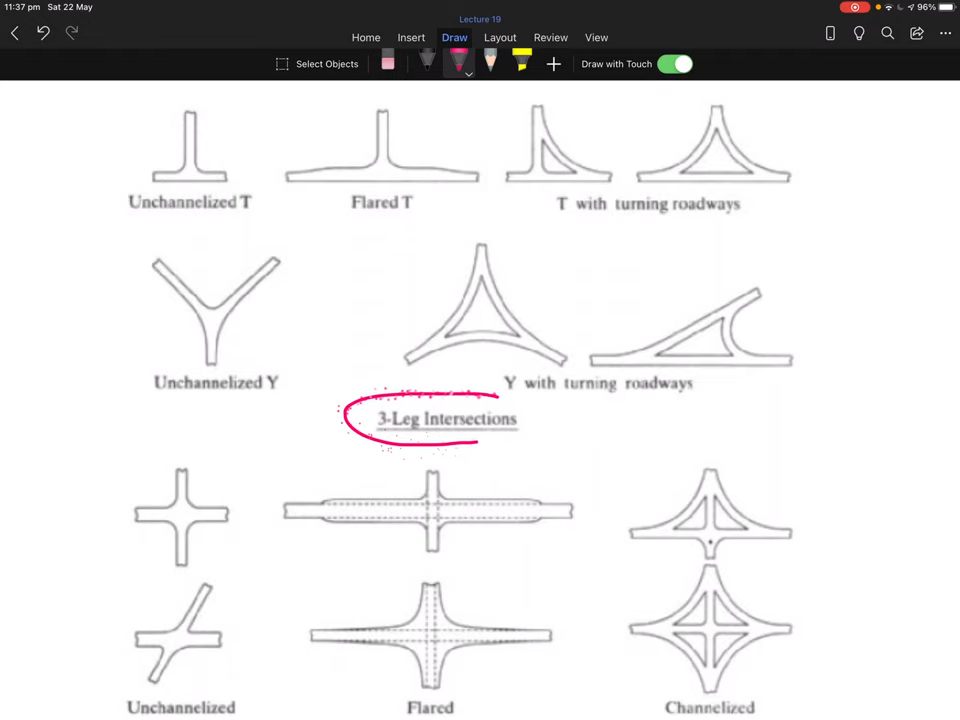 11:37 pm Sat 22 May
96%
Lecture 19
Home Insert Draw Layout Review View
Select Objects
Draw with Touch
Unchannelized T
Flared T
T with turning roadways
Unchannelized Y
Y with turning roadways
3-Leg Intersections
Unchannelized
Flared
Channelized